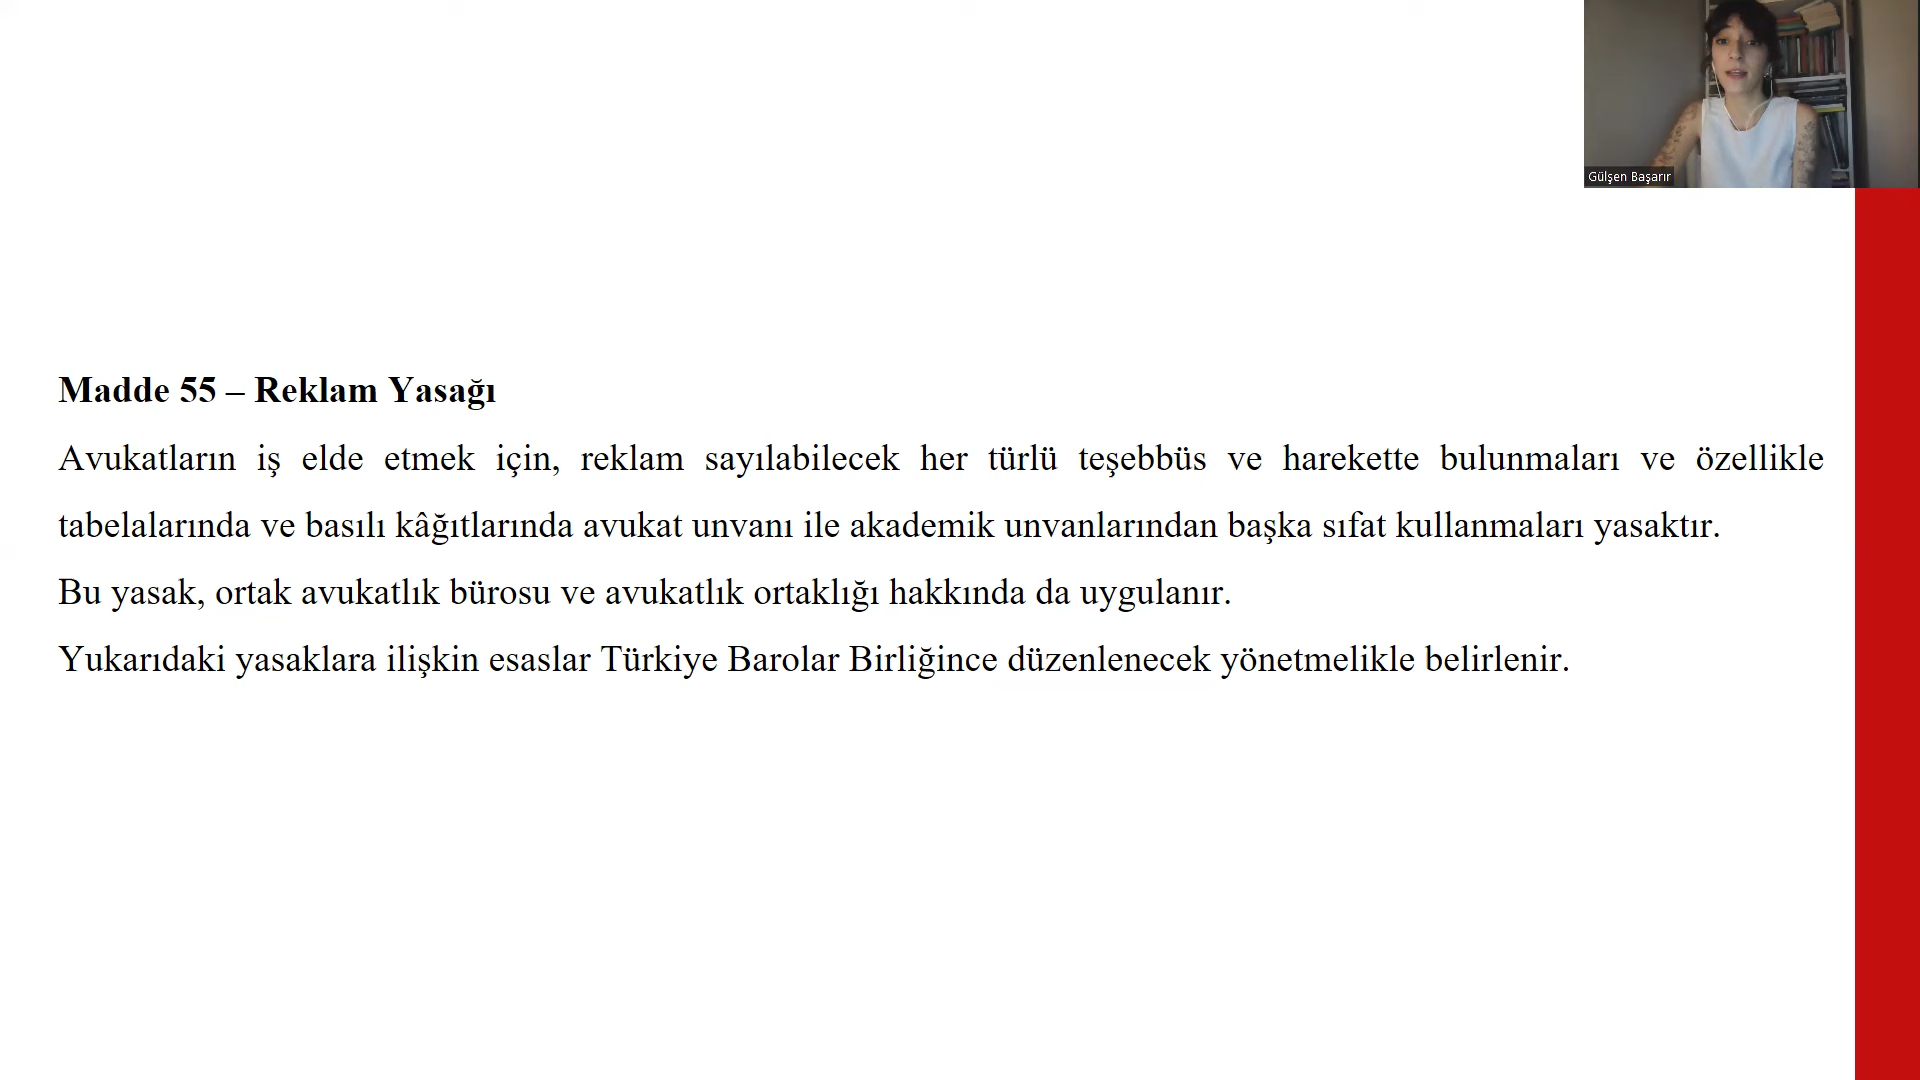 Gülşen Başarır
Madde 55 – Reklam Yasağı
Avukatların iş elde etmek için, reklam sayılabilecek her türlü teşebbüs ve harekette bulunmaları ve özellikle
tabelalarında ve basılı kâğıtlarında avukat unvanı ile akademik unvanlarından başka sıfat kullanmaları yasaktır.
Bu yasak, ortak avukatlık bürosu ve avukatlık ortaklığı hakkında da uygulanır.
Yukarıdaki yasaklara ilişkin esaslar Türkiye Barolar Birliğince düzenlenecek yönetmelikle belirlenir.